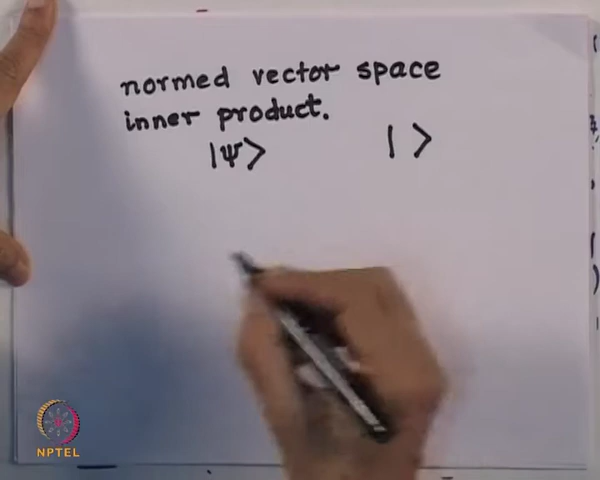 normed vector space
inner product.
|ψ⟩ | ⟩
NPTEL